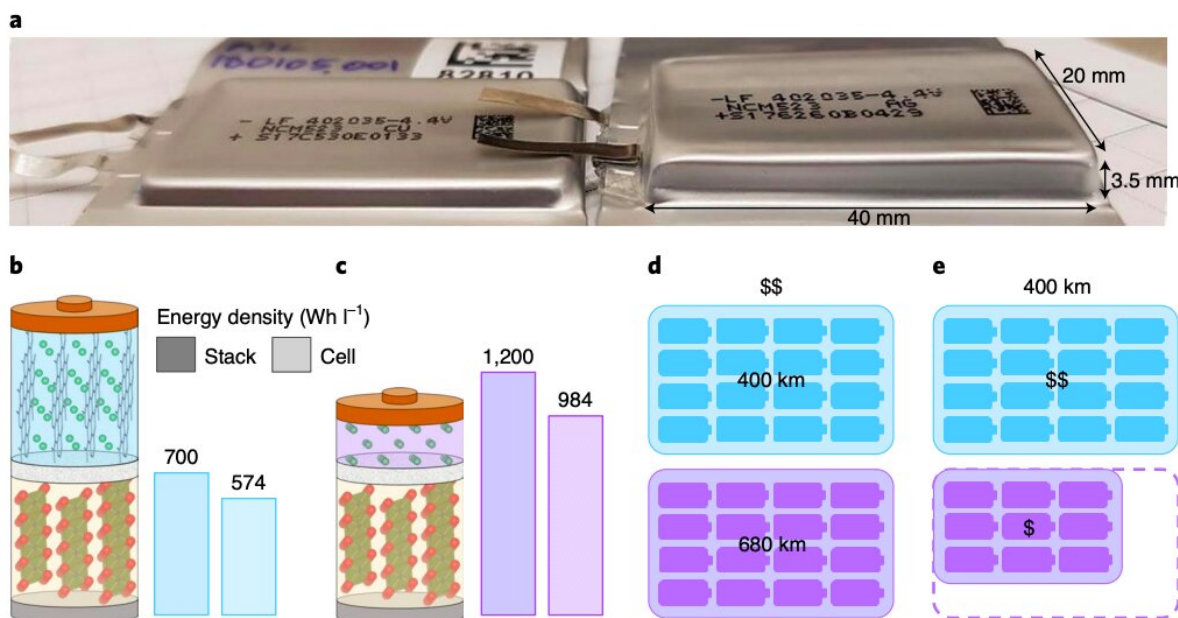 a
180105.001
82810
- LF 402035-4.4V
NCM523 CU
+ S17C530E0133
- LF 402035-4.4V
NCM523 AG
20 mm
3.5 mm
40 mm
b
c
d
e
Energy density (Wh l⁻¹)
Stack
Cell
700
574
1,200
984
$$
400 km
680 km
400 km
$$
$